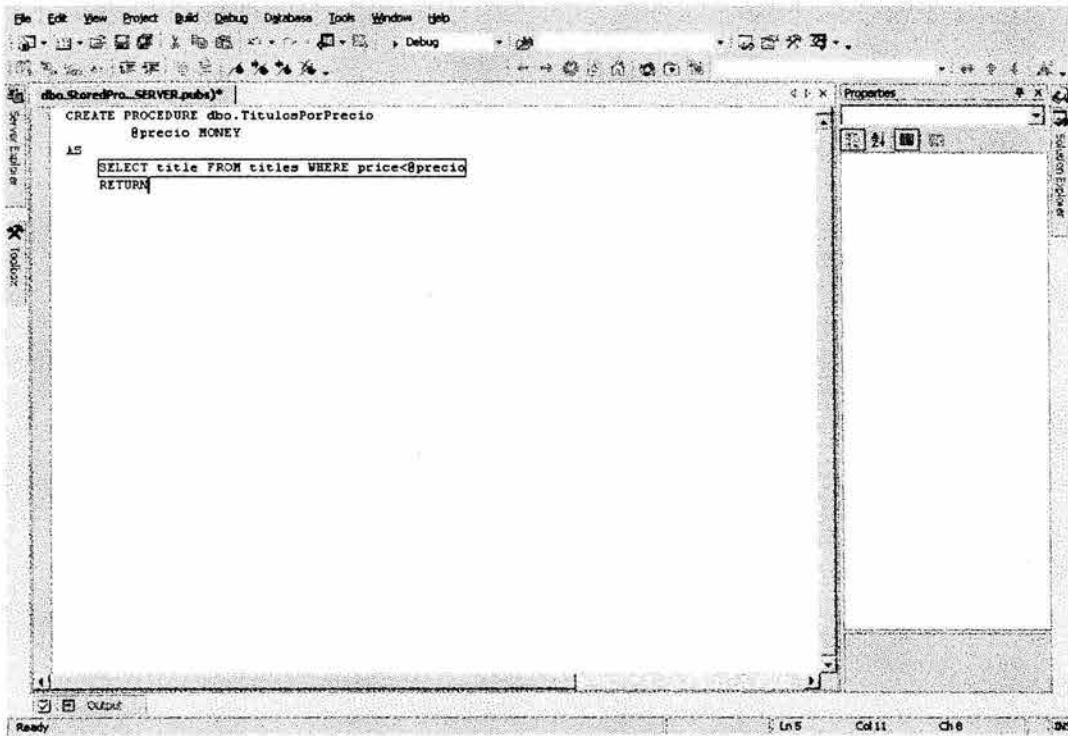 File Edit View Project Build Debug Database Tools Window Help
Debug
dbo.StoredPro...SERVER.pubs)*
Properties
Server Explorer
Toolbox
Solution Explorer
CREATE PROCEDURE dbo.TitulosPorPrecio
@precio MONEY
AS
SELECT title FROM titles WHERE price<@precio
RETURN
Output
Ready Ln 5 Col 11 Ch 8 INS